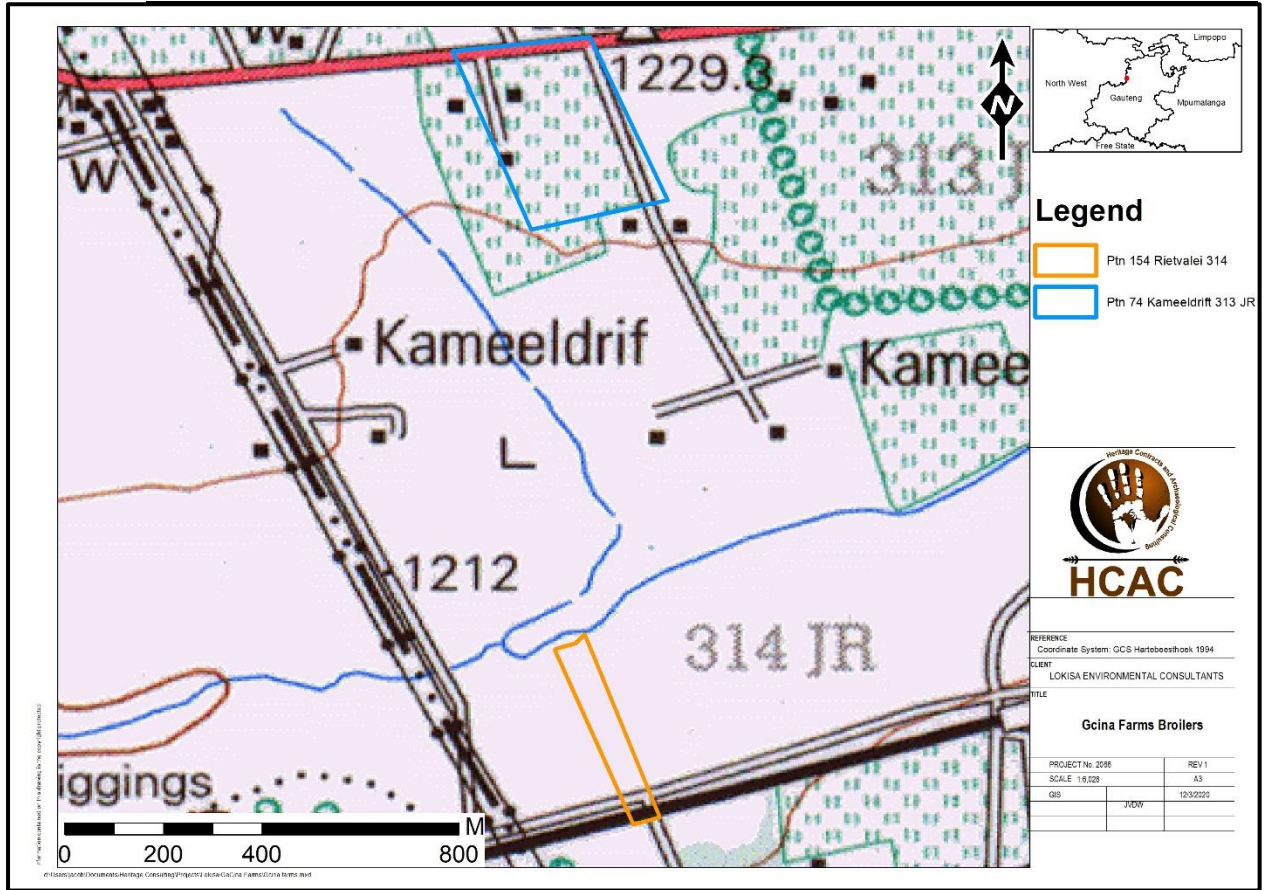 W
1229.3
313 J
W
Kameeldrif
Kamee
1212
314 JR
iggings
M
0 200 400 800
N
Limpopo
North West
Gauteng
Mpumalanga
Free State
Legend
Ptn 154 Rietvalei 314
Ptn 74 Kameeldrift 313 JR
Heritage Contracts and Archaeological Consulting
HCAC
REFERENCE
Coordinate System: GCS Hartebeesthoek 1994
CLIENT
LOKISA ENVIRONMENTAL CONSULTANTS
TITLE
Gcina Farms Broilers
PROJECT No. 2066 REV 1
SCALE 1:6,028 A3
GIS JVDW 12/3/2020